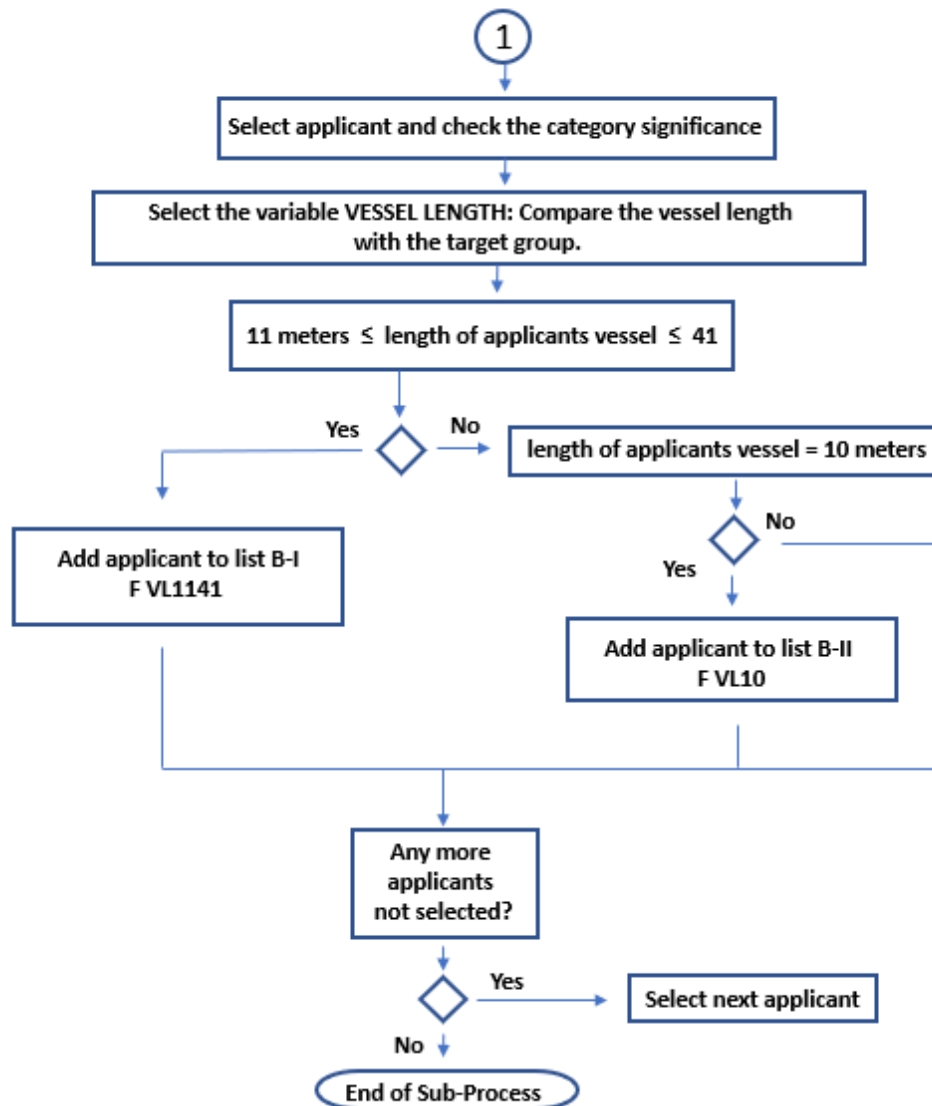 1
Select applicant and check the category significance
Select the variable VESSEL LENGTH: Compare the vessel length
with the target group.
11 meters ≤ length of applicants vessel ≤ 41
Yes
No
length of applicants vessel = 10 meters
No
Yes
Add applicant to list B-I
F VL1141
Add applicant to list B-II
F VL10
Any more
applicants
not selected?
Yes
Select next applicant
No
End of Sub-Process